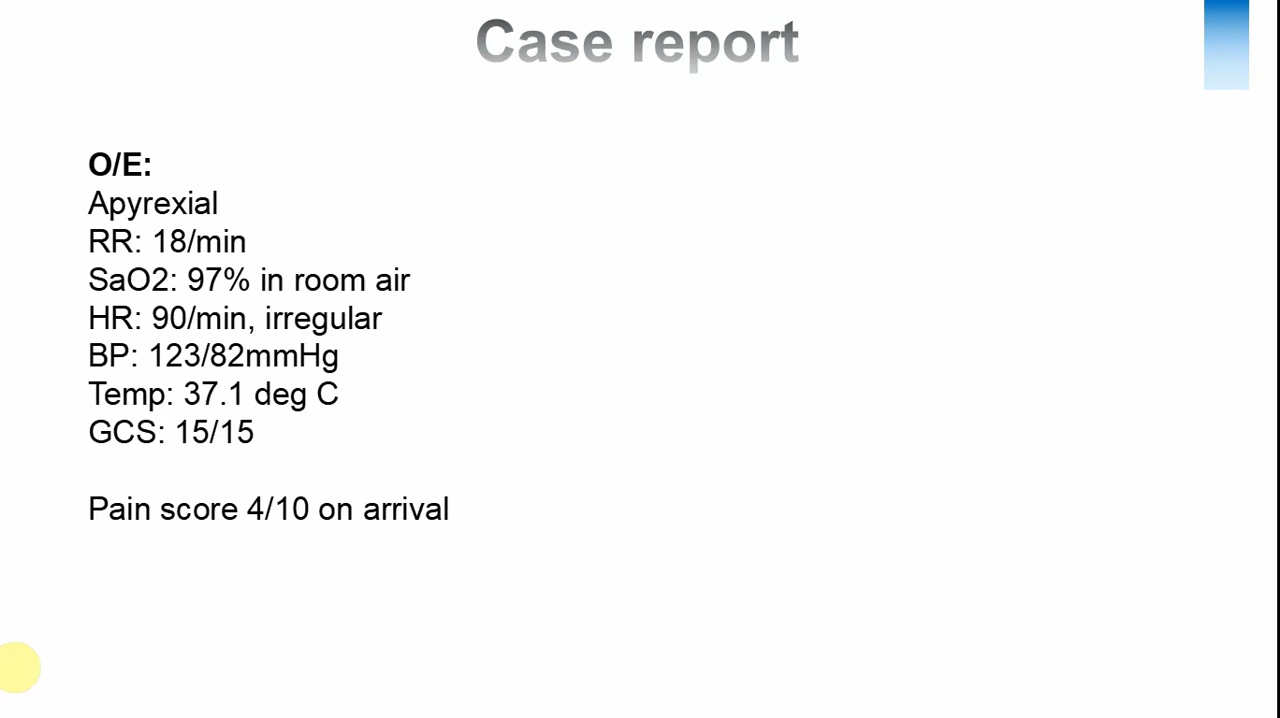 Case report
O/E:
Apyrexial
RR: 18/min
SaO2: 97% in room air
HR: 90/min, irregular
BP: 123/82mmHg
Temp: 37.1 deg C
GCS: 15/15
Pain score 4/10 on arrival